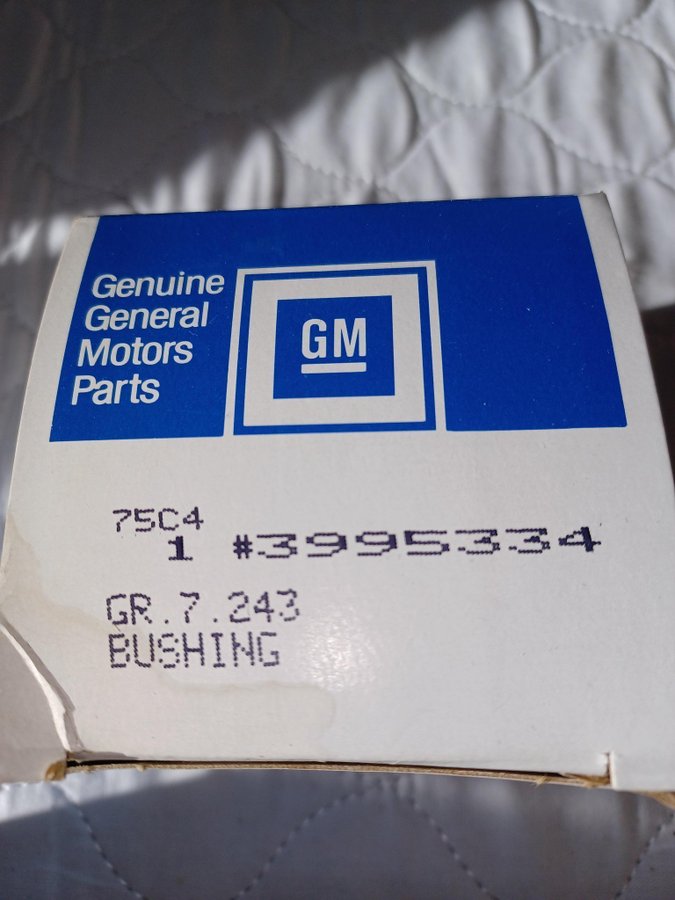 Genuine
General
Motors
Parts
GM
75C4
1 #3995334
GR.7.243
BUSHING